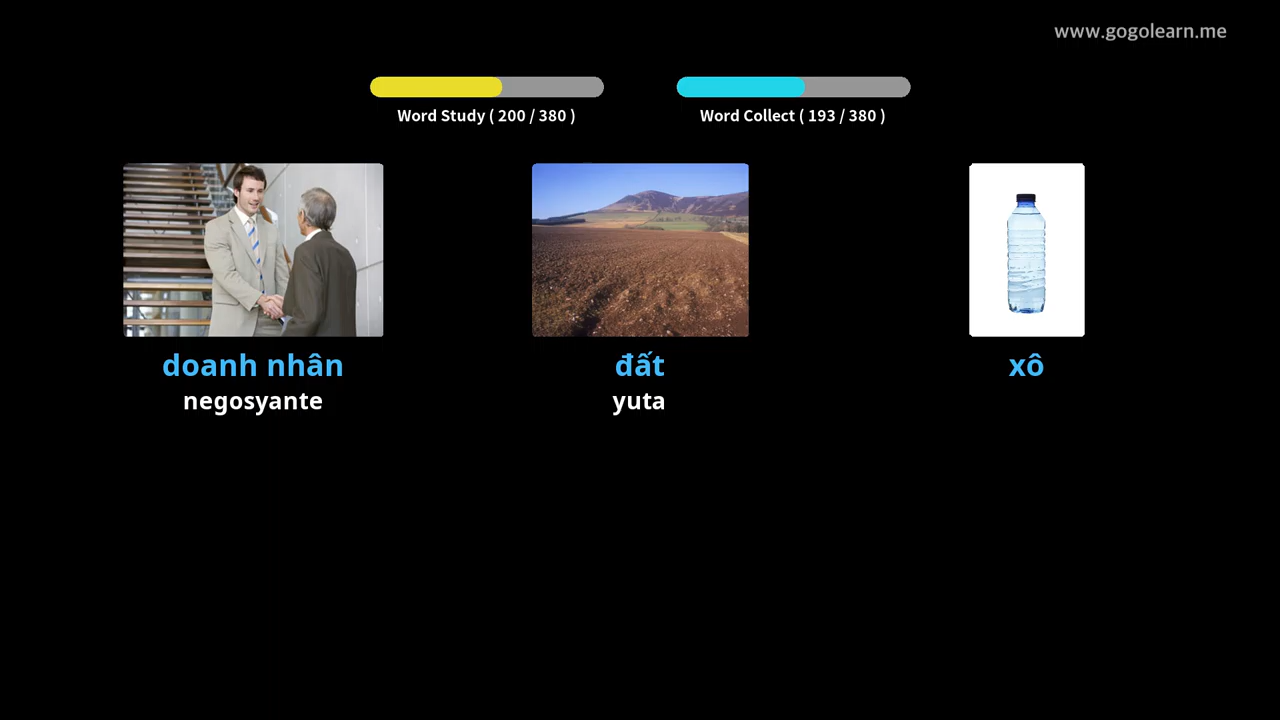 www.gogolearn.me
Word Study ( 200 / 380 )
Word Collect ( 193 / 380 )
doanh nhân
negosyante
đất
yuta
xô